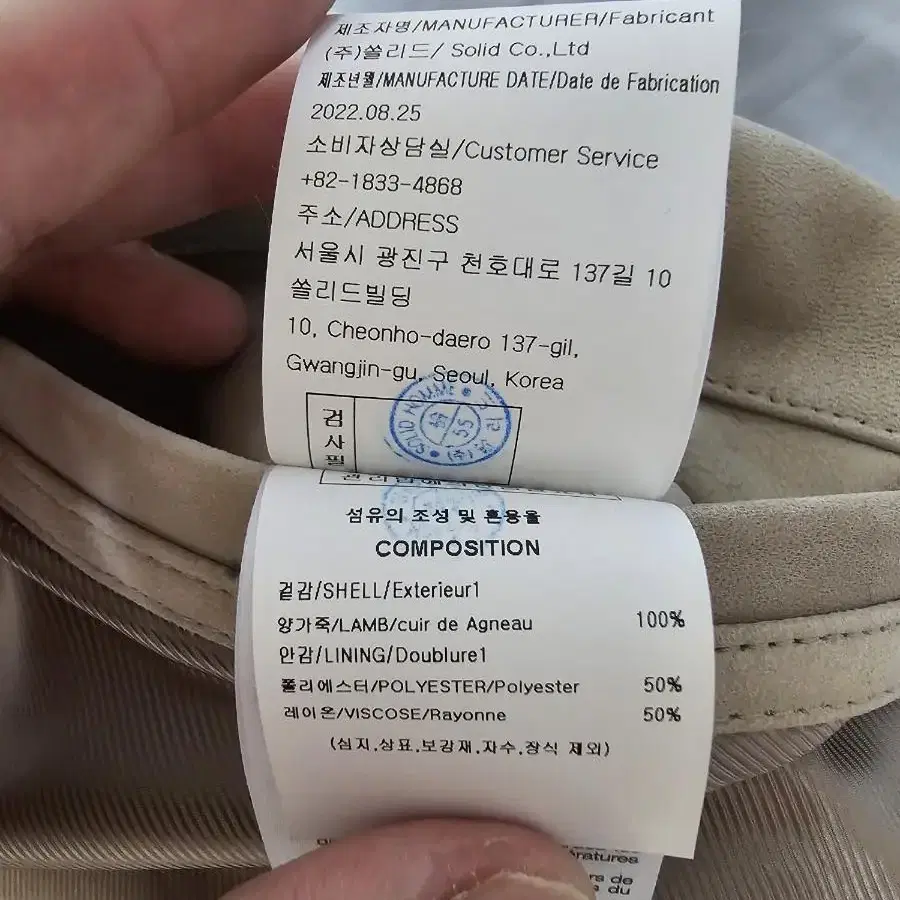 제조자명/MANUFACTURER/Fabricant
(주)쏠리드/ Solid Co.,Ltd
제조년월/MANUFACTURE DATE/Date de Fabrication
2022.08.25
소비자상담실/Customer Service
+82-1833-4868
주소/ADDRESS
서울시 광진구 천호대로 137길 10
쏠리드빌딩
10, Cheonho-daero 137-gil,
Gwangjin-gu, Seoul, Korea
검
사
필
SOLID HOMME
55
섬유의 조성 및 혼용율
COMPOSITION
겉감/SHELL/Exterieur1
양가죽/LAMB/cuir de Agneau 100%
안감/LINING/Doublure1
폴리에스터/POLYESTER/Polyester 50%
레이온/VISCOSE/Rayonne 50%
(심지,상표,보강재,자수,장식 제외)